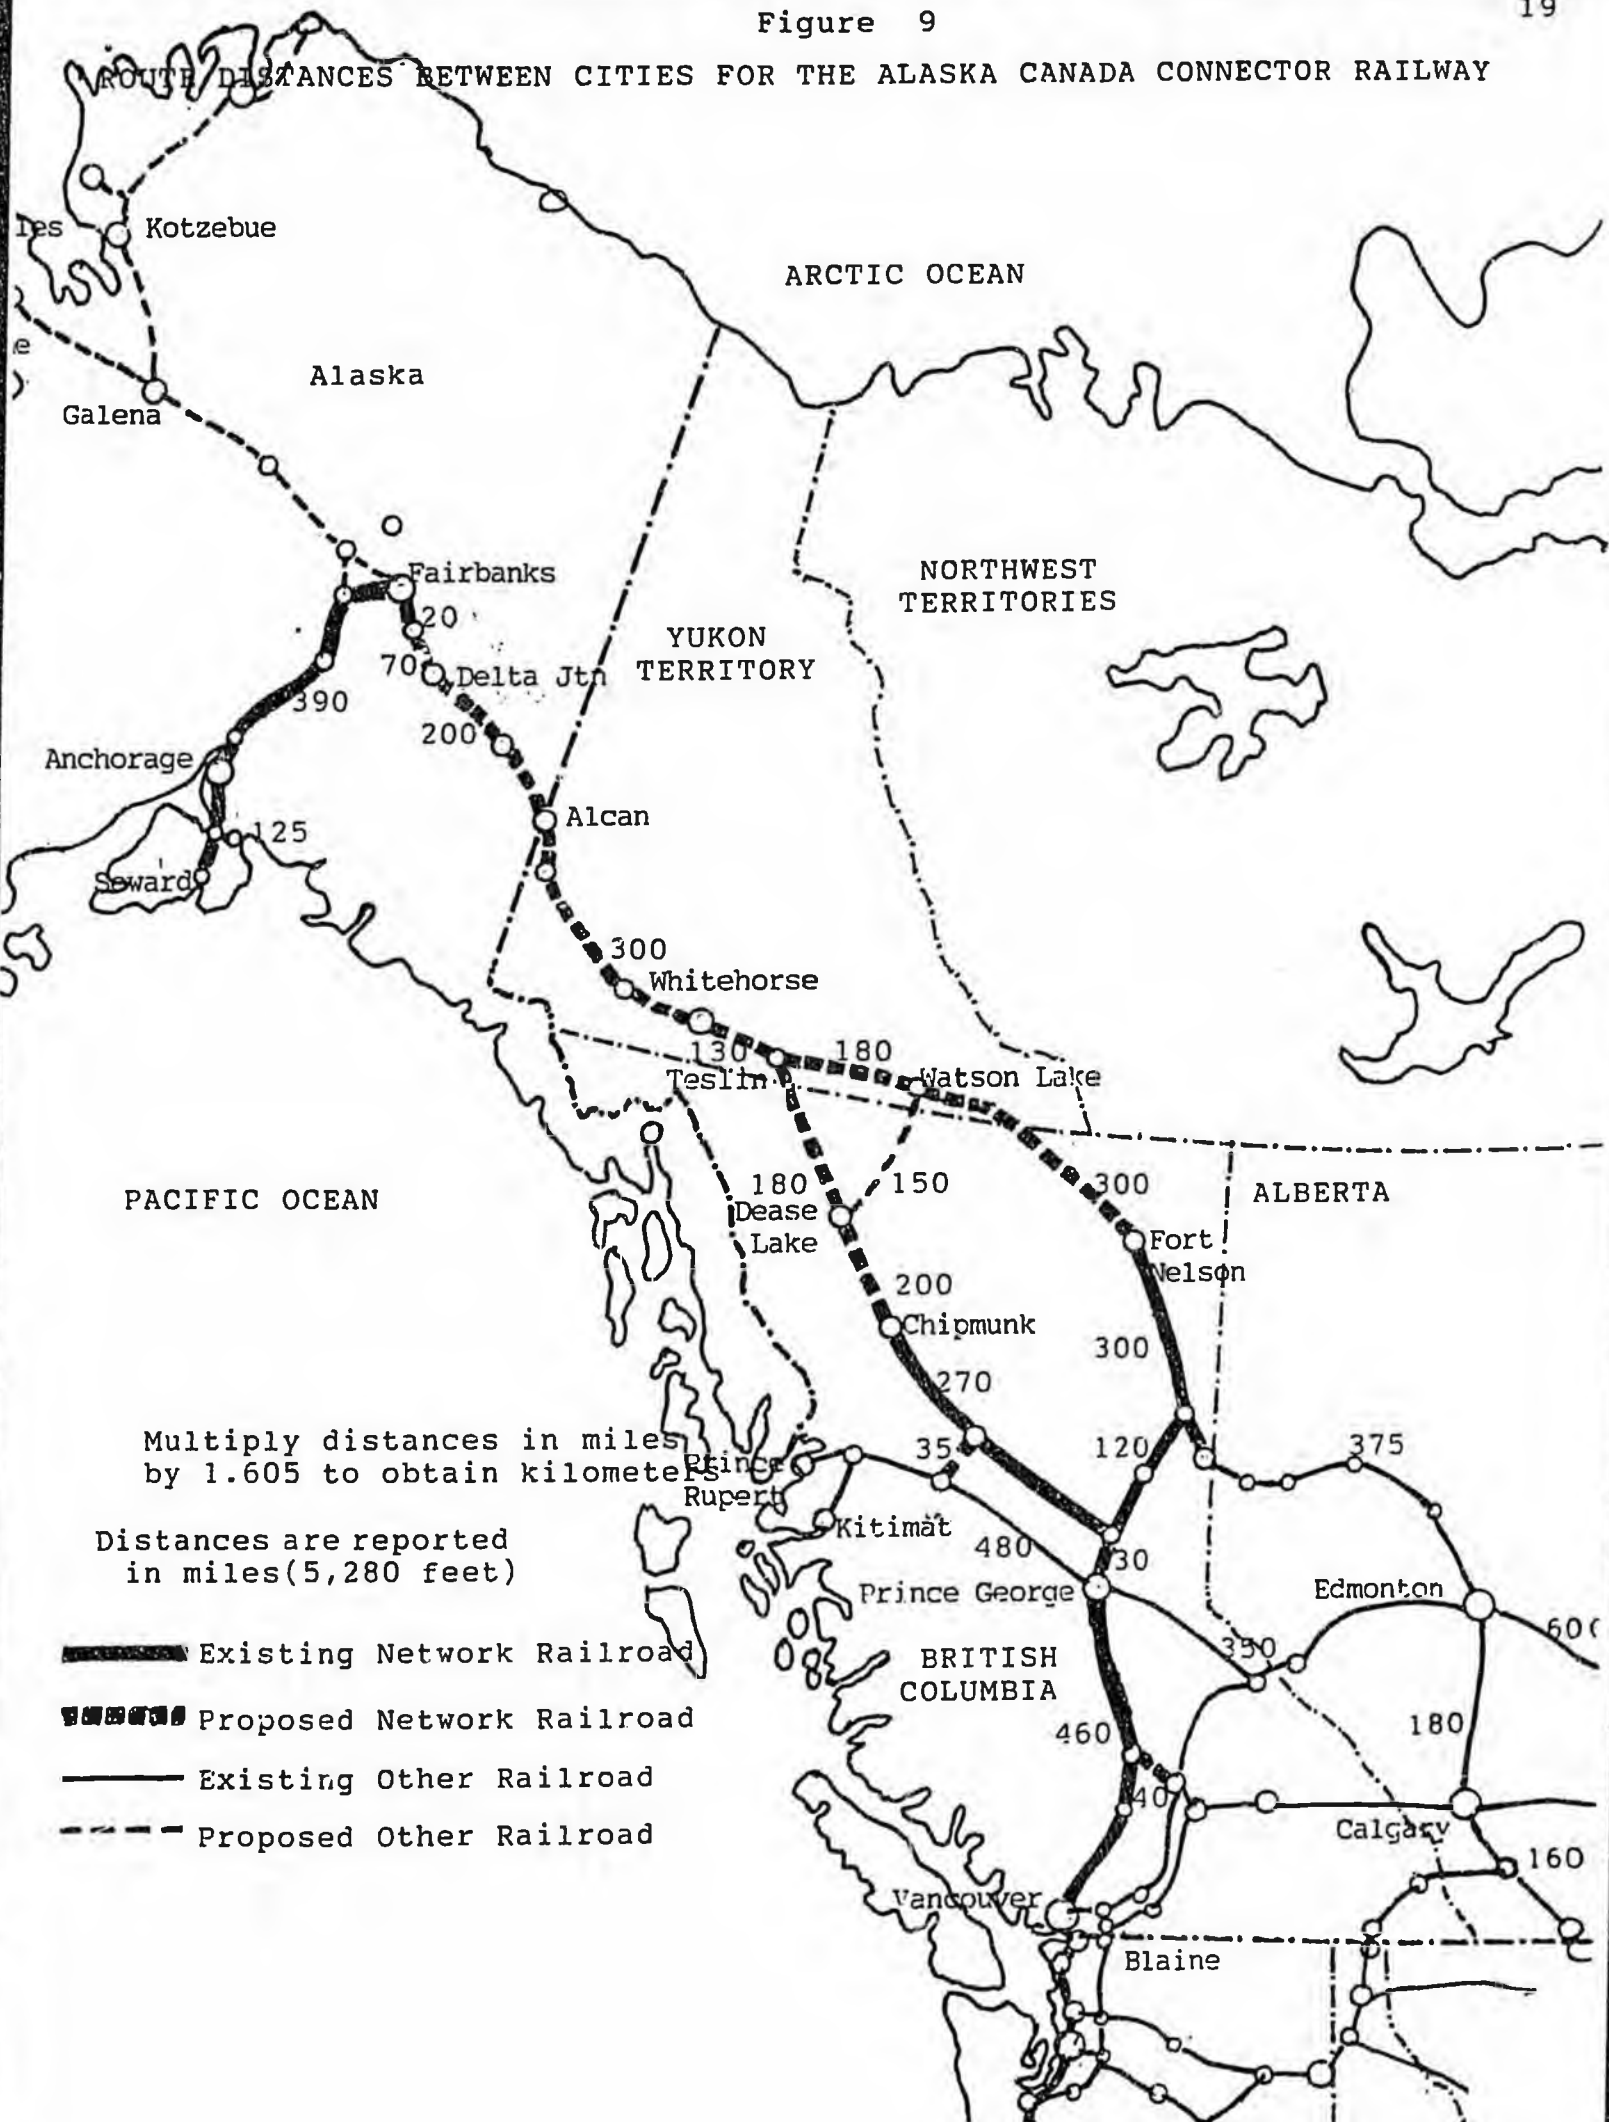 19
Figure 9
ROUTE DISTANCES BETWEEN CITIES FOR THE ALASKA CANADA CONNECTOR RAILWAY
Kotzebue
ARCTIC OCEAN
Alaska
Galena
Fairbanks
20
NORTHWEST
TERRITORIES
YUKON
TERRITORY
70
Delta Jtn
390
200
Anchorage
Alcan
125
Seward
300
Whitehorse
130
180
Teslin
Watson Lake
PACIFIC OCEAN
180
150
300
ALBERTA
Dease
Lake
Fort
Nelson
200
Chipmunk
300
270
Multiply distances in miles
by 1.605 to obtain kilometers
Prince
Rupert
35
120
375
Kitimat
480
30
Distances are reported
in miles(5,280 feet)
Prince George
Edmonton
350
Existing Network Railroad
BRITISH
COLUMBIA
Proposed Network Railroad
460
180
Existing Other Railroad
40
Proposed Other Railroad
Calgary
160
Vancouver
Blaine